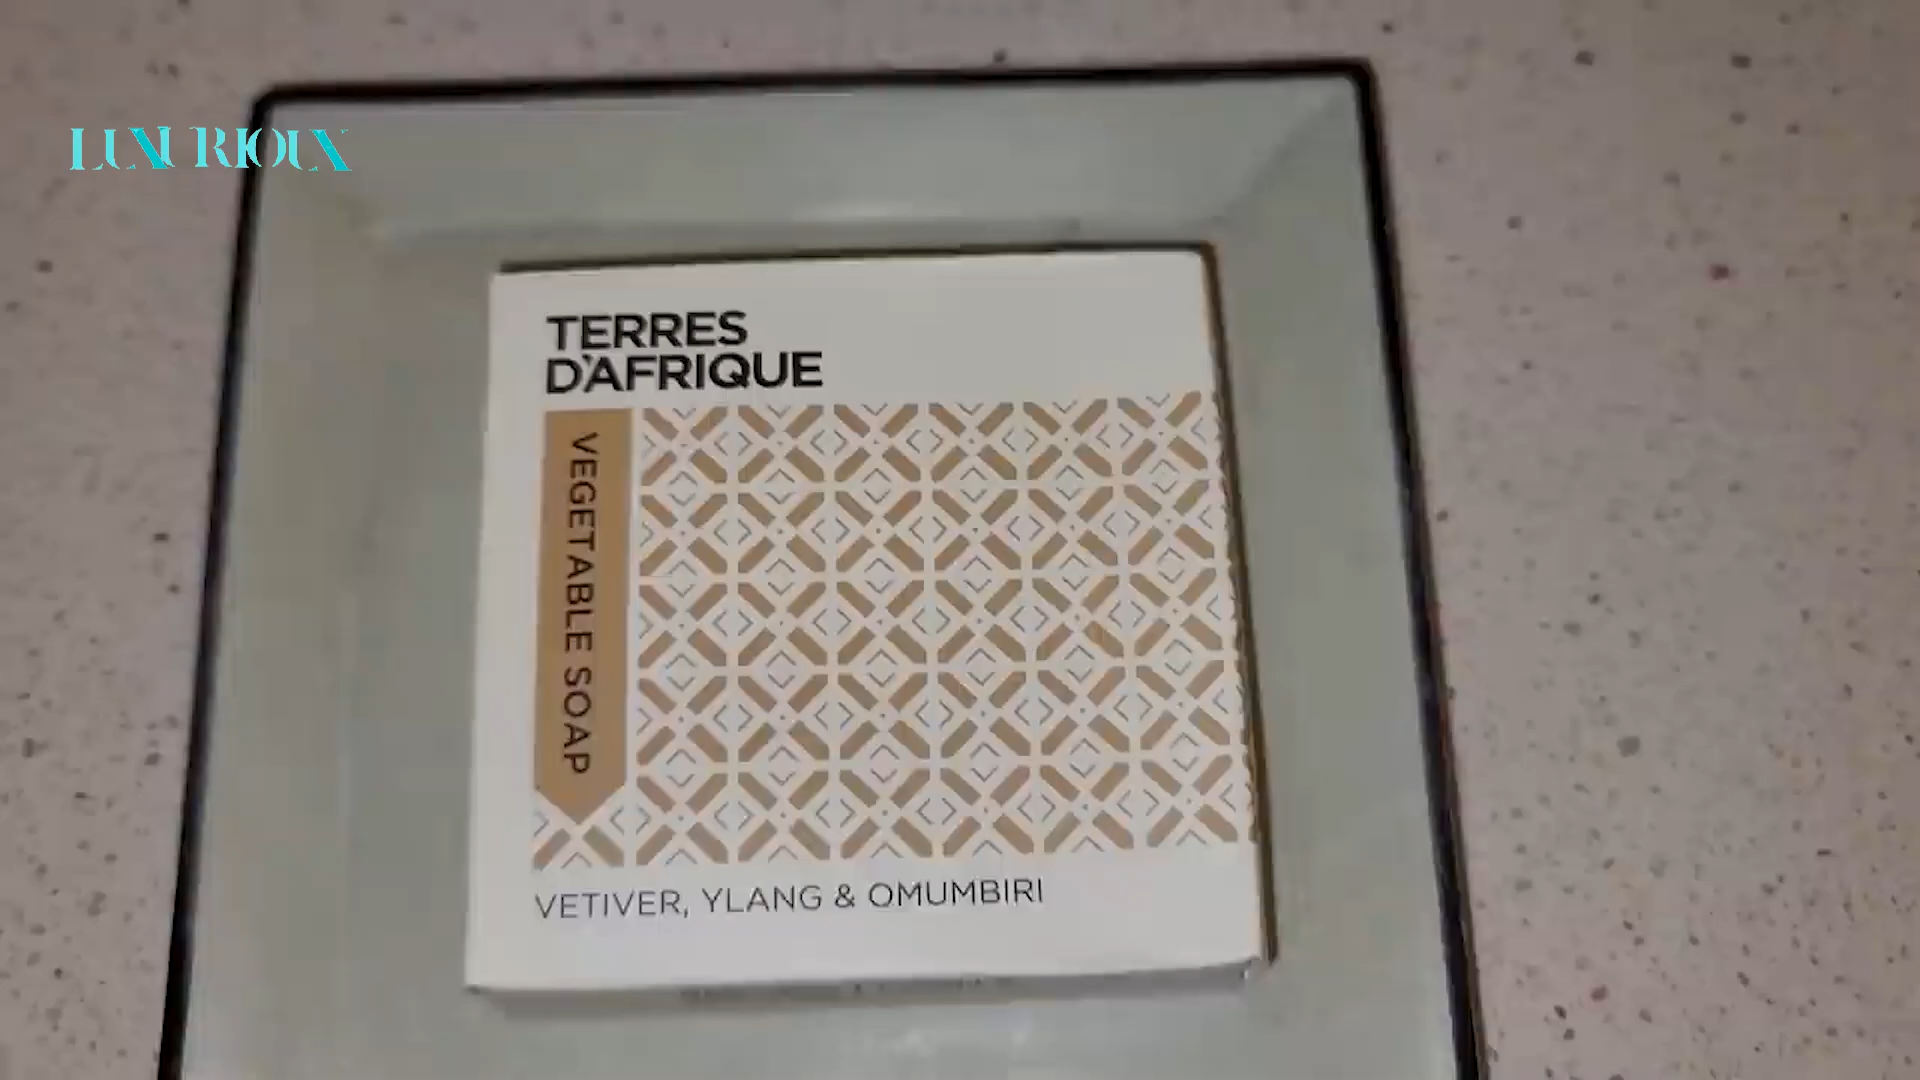 LUXURIOUX
TERRES
D'AFRIQUE
VEGETABLE SOAP
VETIVER, YLANG & OMUMBIRI